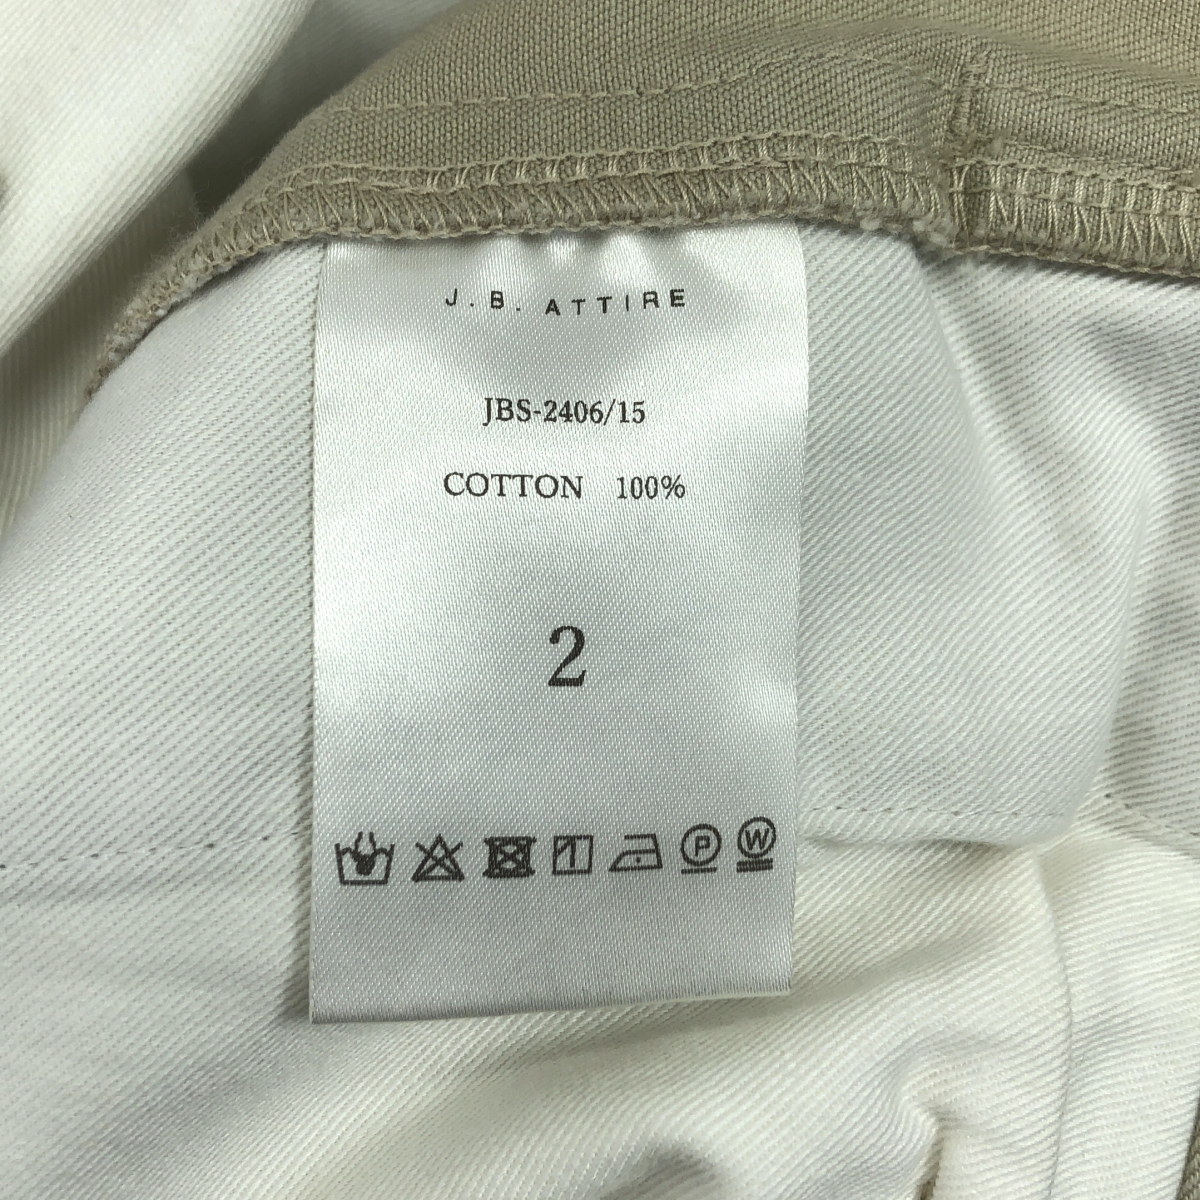 J.B. ATTIRE
JBS-2406/15
COTTON 100%
2
P W